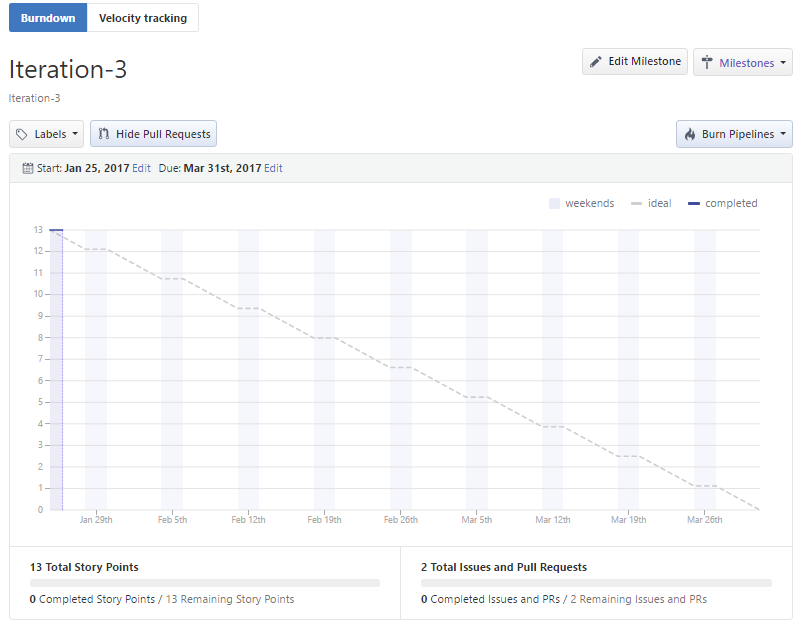 Burndown Velocity tracking
Iteration-3
Edit Milestone Milestones
Iteration-3
Labels Hide Pull Requests Burn Pipelines
Start: Jan 25, 2017 Edit Due: Mar 31st, 2017 Edit
weekends ideal completed
13
12
11
10
9
8
7
6
5
4
3
2
1
0
Jan 29th Feb 5th Feb 12th Feb 19th Feb 26th Mar 5th Mar 12th Mar 19th Mar 26th
13 Total Story Points
0 Completed Story Points / 13 Remaining Story Points
2 Total Issues and Pull Requests
0 Completed Issues and PRs / 2 Remaining Issues and PRs